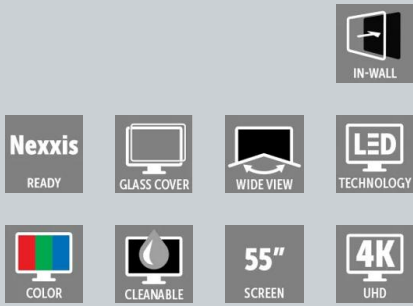 IN-WALL
Nexxis
READY
GLASS COVER
WIDE VIEW
LED
TECHNOLOGY
COLOR
CLEANABLE
55"
SCREEN
4K
UHD